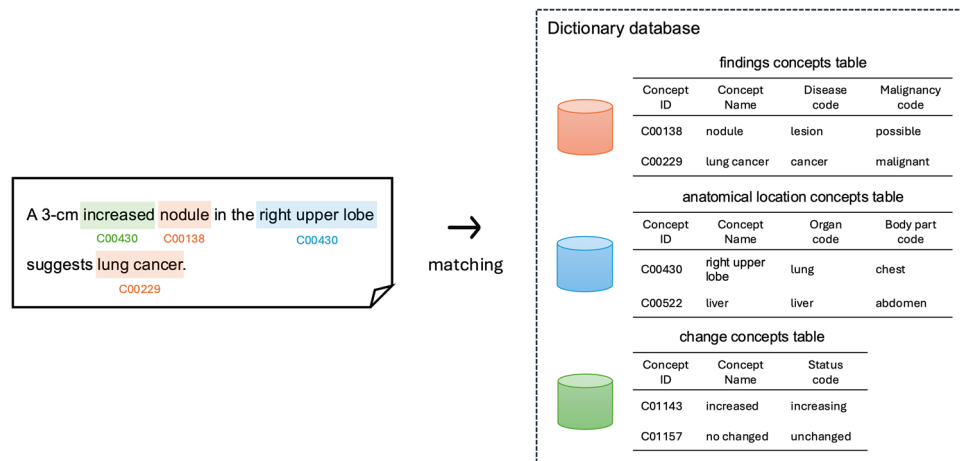 Dictionary database
findings concepts table
Concept ID Concept Name Disease code Malignancy code
C00138 nodule lesion possible
C00229 lung cancer cancer malignant
A 3-cm increased nodule in the right upper lobe
C00430 C00138 C00430
suggests lung cancer.
C00229
matching
anatomical location concepts table
Concept ID Concept Name Organ code Body part code
C00430 right upper lobe lung chest
C00522 liver liver abdomen
change concepts table
Concept ID Concept Name Status code
C01143 increased increasing
C01157 no changed unchanged